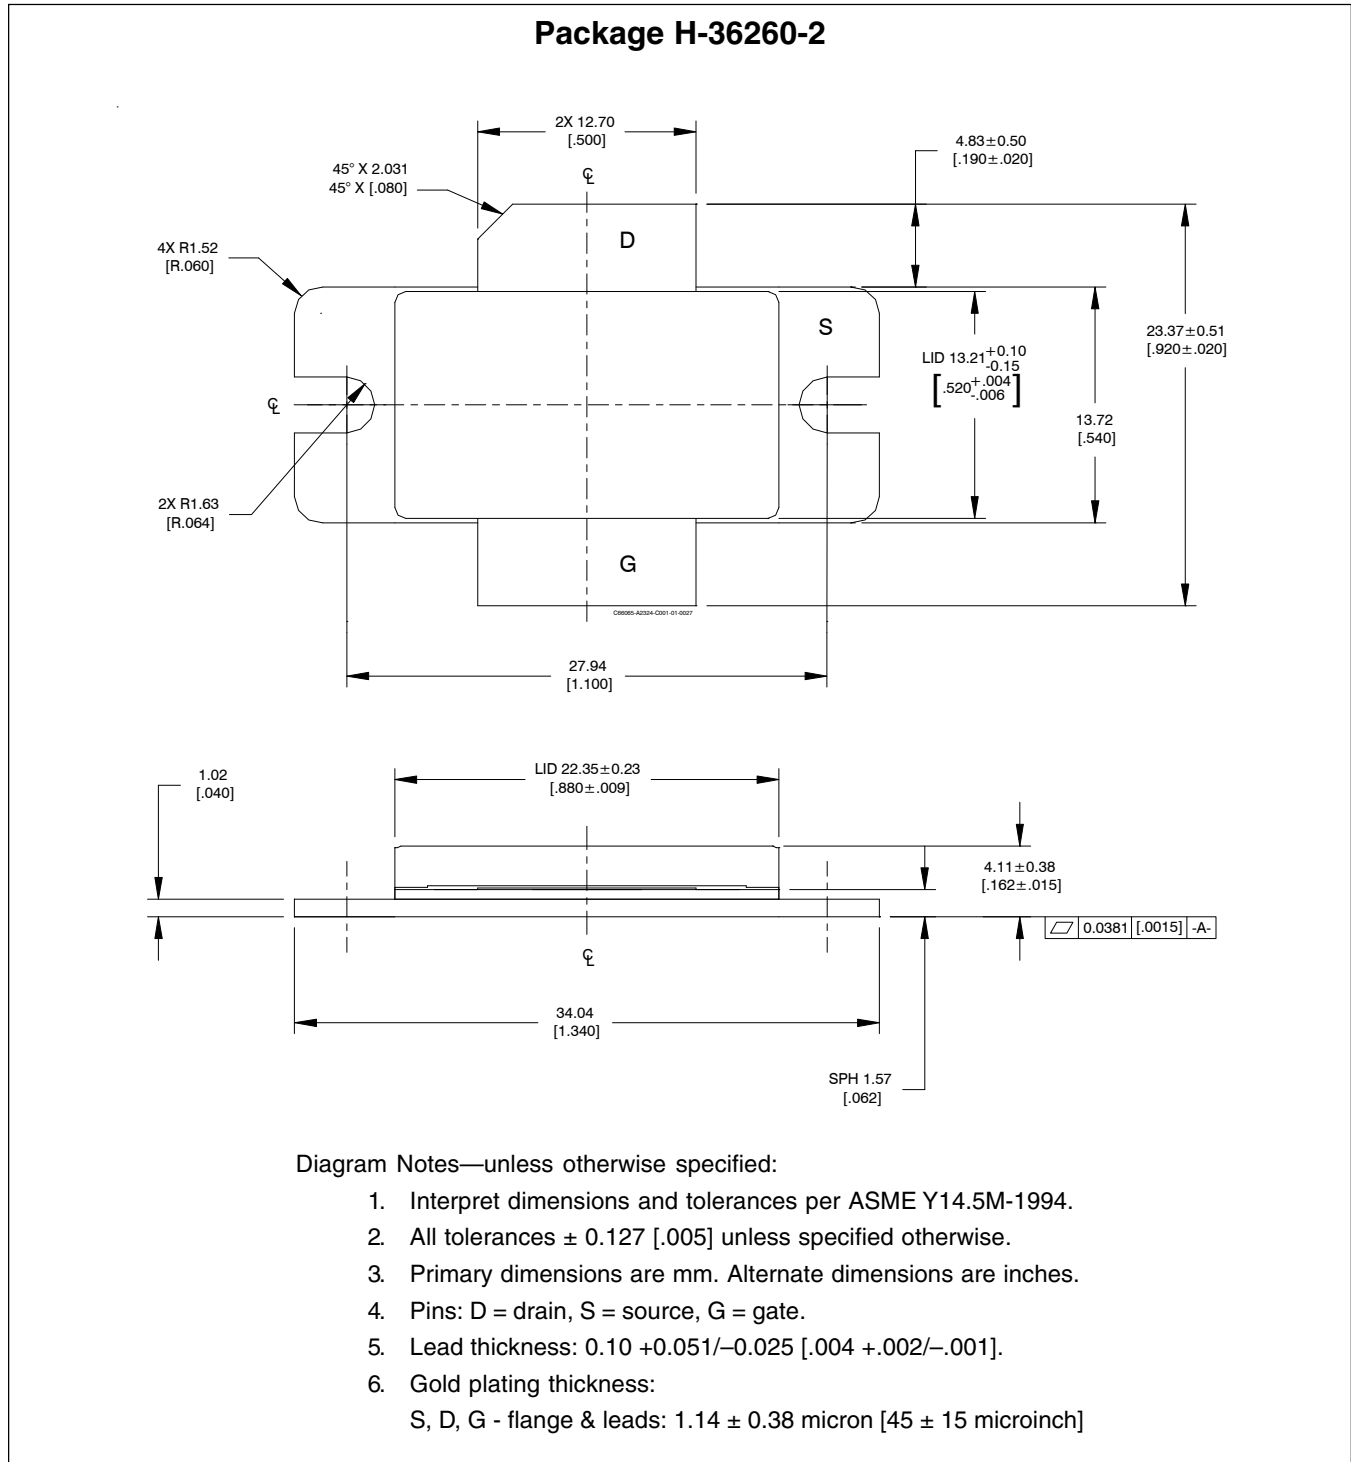 Package H-36260-2
2X 12.70
[.500]
4.83±0.50
[.190±.020]
45° X 2.031
45° X [.080]
℄
D
4X R1.52
[R.060]
S
LID 13.21+0.10
-0.15
[.520+.004
-.006]
23.37±0.51
[.920±.020]
℄
13.72
[.540]
2X R1.63
[R.064]
G
C66065-A2324-C001-01-0027
27.94
[1.100]
LID 22.35±0.23
[.880±.009]
1.02
[.040]
4.11±0.38
[.162±.015]
⏥ 0.0381 [.0015] -A-
℄
34.04
[1.340]
SPH 1.57
[.062]
Diagram Notes—unless otherwise specified:
1. Interpret dimensions and tolerances per ASME Y14.5M-1994.
2. All tolerances ± 0.127 [.005] unless specified otherwise.
3. Primary dimensions are mm. Alternate dimensions are inches.
4. Pins: D = drain, S = source, G = gate.
5. Lead thickness: 0.10 +0.051/–0.025 [.004 +.002/–.001].
6. Gold plating thickness:
S, D, G - flange & leads: 1.14 ± 0.38 micron [45 ± 15 microinch]